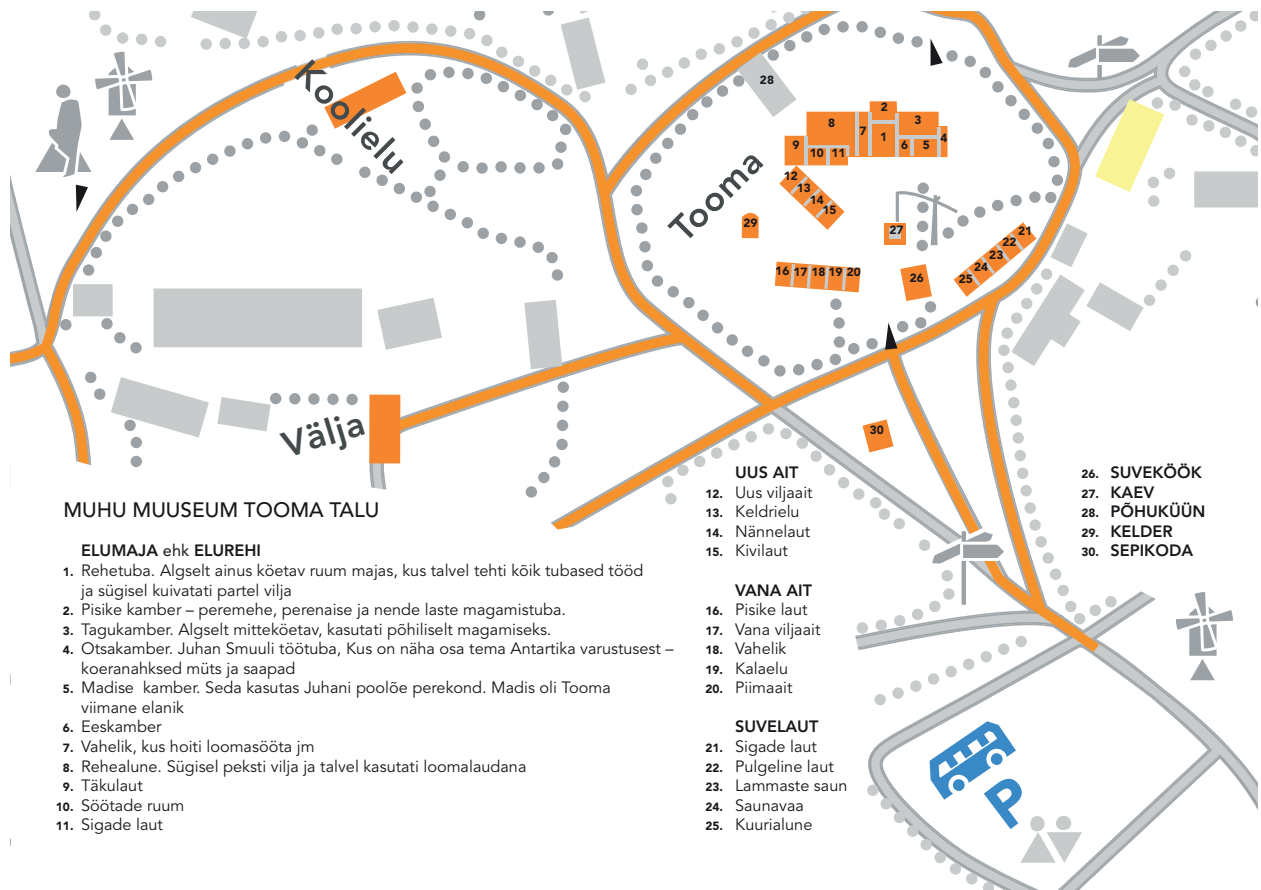 Koolielu
Tooma
Välja
28
2
8
7
1
3
4
9
10
11
6
5
12
13
14
15
29
27
21
22
23
24
25
16
17
18
19
20
26
30
P
MUHU MUUSEUM TOOMA TALU
ELUMAJA ehk ELUREHI
1. Rehetuba. Algselt ainus köetav ruum majas, kus talvel tehti kõik tubased tööd
ja sügisel kuivatati partel vilja
2. Pisike kamber – peremehe, perenaise ja nende laste magamistuba.
3. Tagukamber. Algselt mitteköetav, kasutati põhiliselt magamiseks.
4. Otsakamber. Juhan Smuuli töötuba, Kus on näha osa tema Antartika varustusest –
koeranahksed müts ja saapad
5. Madise kamber. Seda kasutas Juhani poolõe perekond. Madis oli Tooma
viimane elanik
6. Eeskamber
7. Vahelik, kus hoiti loomasööta jm
8. Rehealune. Sügisel peksti vilja ja talvel kasutati loomalaudana
9. Täkulaut
10. Söötade ruum
11. Sigade laut
UUS AIT
12. Uus viljaait
13. Keldrielu
14. Nännelaut
15. Kivilaut
VANA AIT
16. Pisike laut
17. Vana viljaait
18. Vahelik
19. Kalaelu
20. Piimaait
SUVELAUT
21. Sigade laut
22. Pulgeline laut
23. Lammaste saun
24. Saunavaa
25. Kuurialune
26. SUVEKÖÖK
27. KAEV
28. PÕHUKÜÜN
29. KELDER
30. SEPIKODA